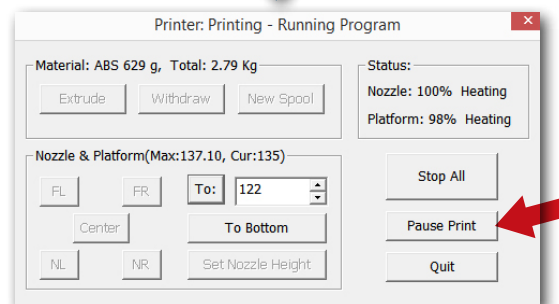 Printer: Printing - Running Program
Material: ABS 629 g, Total: 2.79 Kg
Extrude
Withdraw
New Spool
Status:
Nozzle: 100% Heating
Platform: 98% Heating
Nozzle & Platform(Max:137.10, Cur:135)
FL
FR
To:
122
Center
To Bottom
NL
NR
Set Nozzle Height
Stop All
Pause Print
Quit